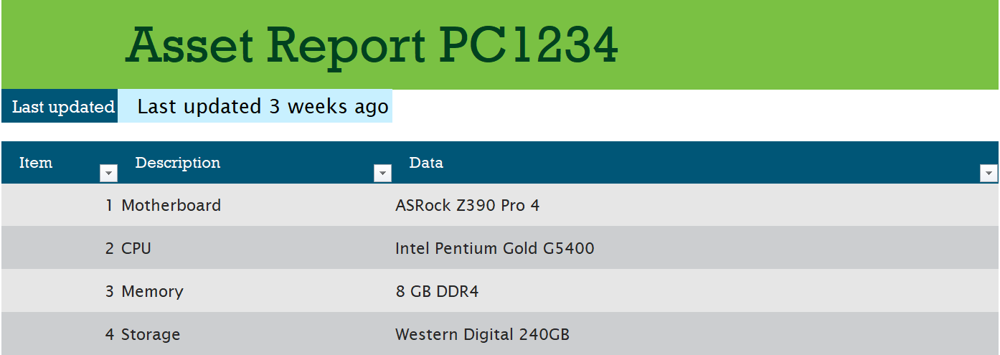 Asset Report PC1234
Last updated Last updated 3 weeks ago
Item Description Data
1 Motherboard ASRock Z390 Pro 4
2 CPU Intel Pentium Gold G5400
3 Memory 8 GB DDR4
4 Storage Western Digital 240GB